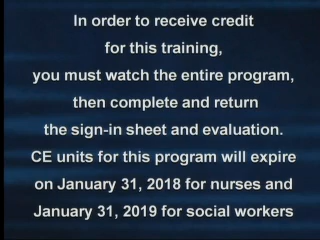 In order to receive credit
for this training,
you must watch the entire program,
then complete and return
the sign-in sheet and evaluation.
CE units for this program will expire
on January 31, 2018 for nurses and
January 31, 2019 for social workers